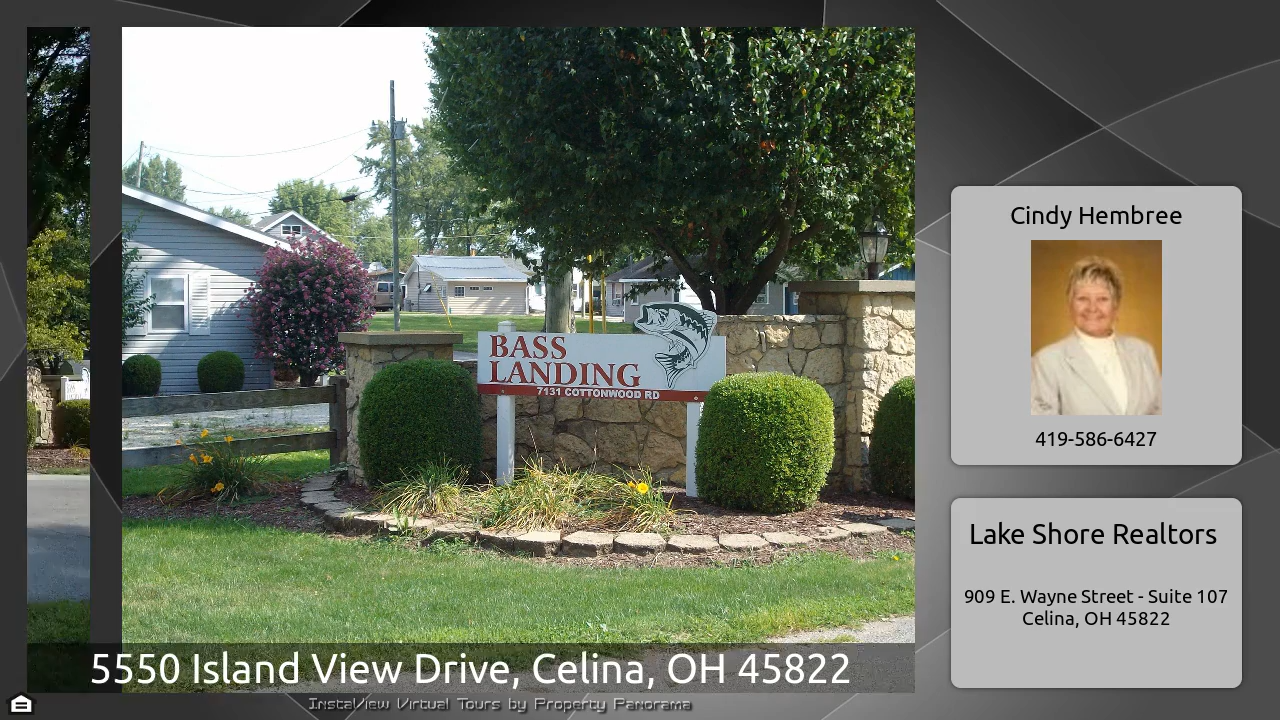 BASS
LANDING
7131 COTTONWOOD RD
5550 Island View Drive, Celina, OH 45822
InstaView Virtual Tours by Property Panorama
Cindy Hembree
419-586-6427
Lake Shore Realtors
909 E. Wayne Street - Suite 107
Celina, OH 45822